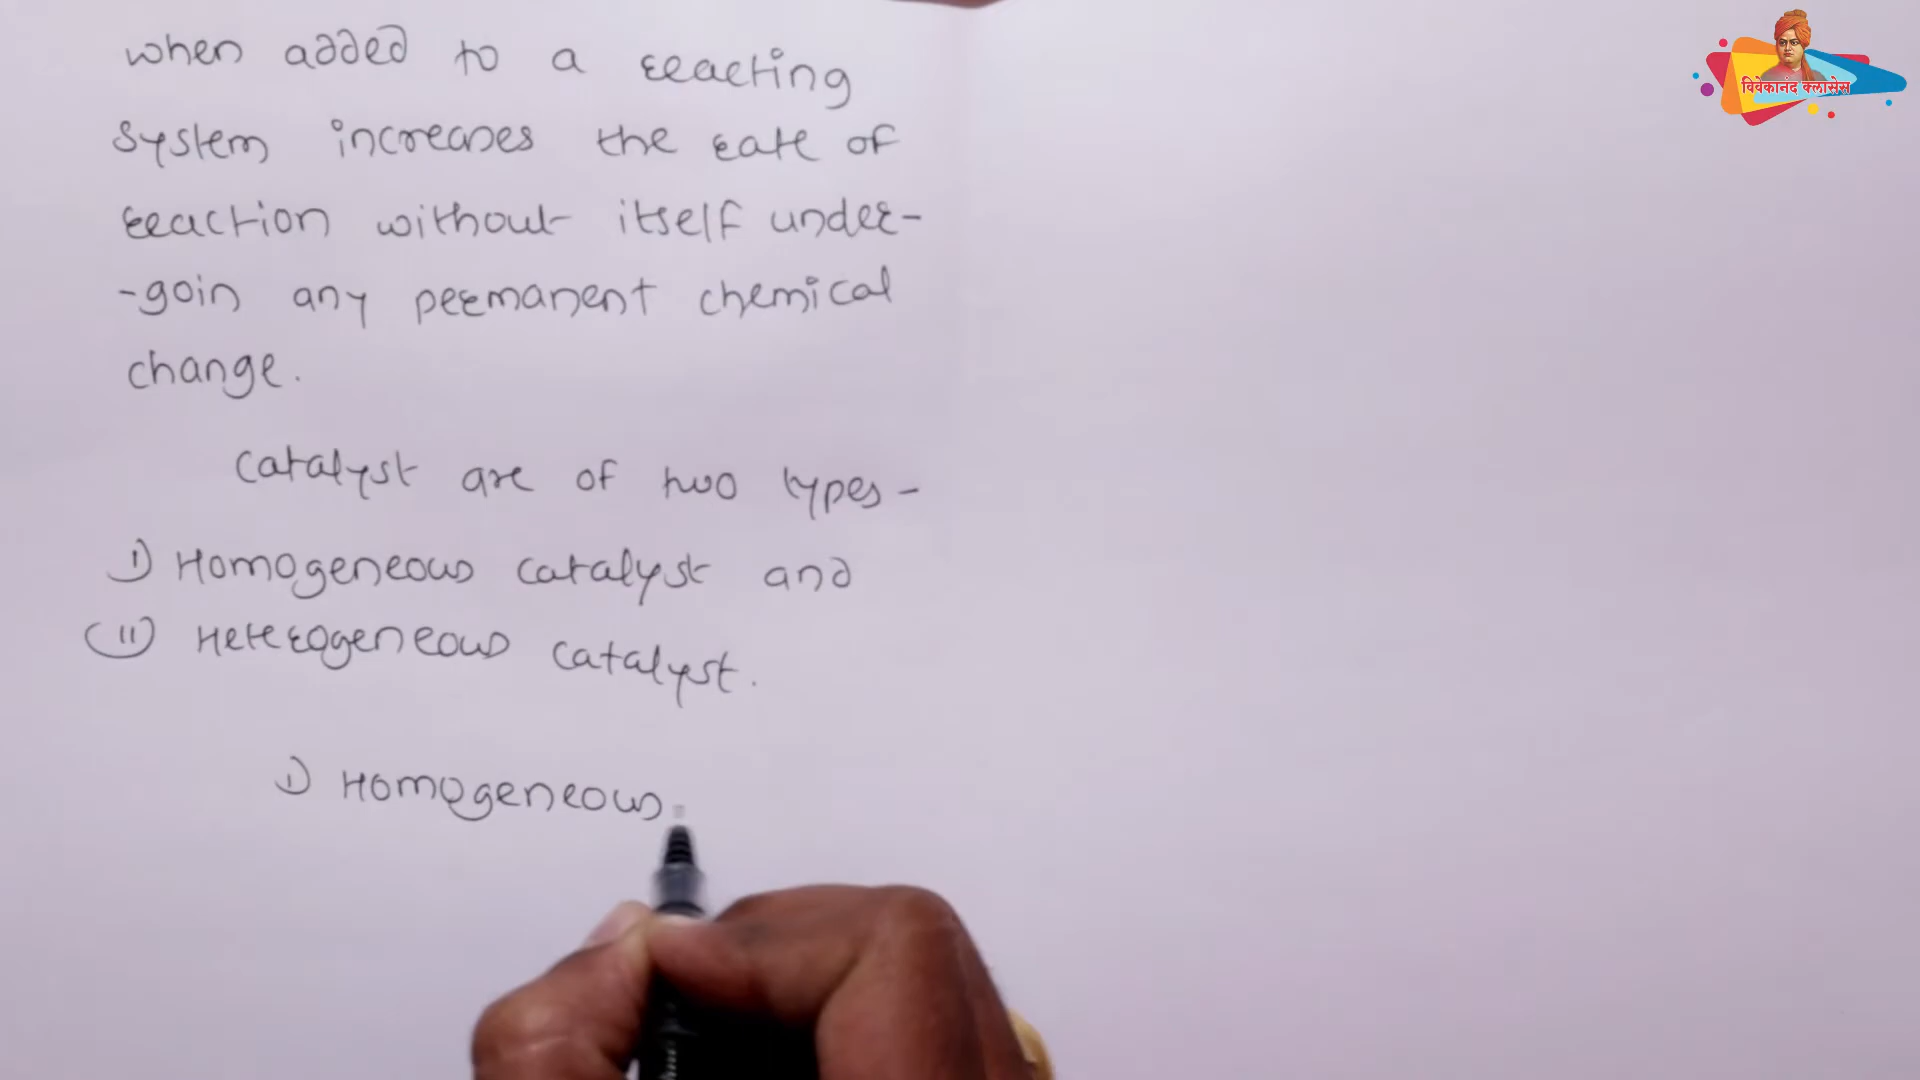 when added to a reacting
विवेकानंद क्लासेस
system increases the rate of
reaction without itself under-
-goin any permanent chemical
change.
catalyst are of two types-
I) Homogeneous catalyst and
(II) Heterogeneous catalyst.
I) Homogeneous